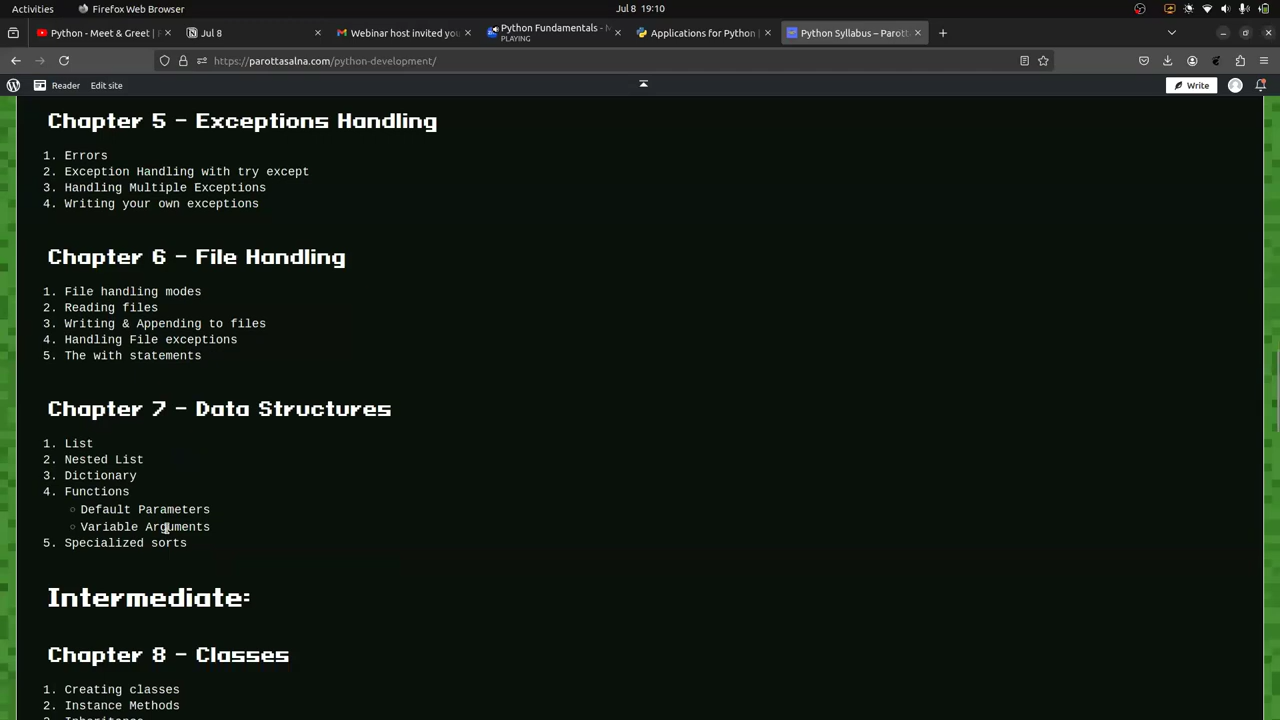 Activities
Firefox Web Browser
Jul 8 19:10
Python - Meet & Greet |
Jul 8
Webinar host invited you
Python Fundamentals -
PLAYING
Applications for Python |
Python Syllabus – Parott
https://parottasalna.com/python-development/
Reader
Edit site
Write
Chapter 5 - Exceptions Handling
1. Errors
2. Exception Handling with try except
3. Handling Multiple Exceptions
4. Writing your own exceptions
Chapter 6 - File Handling
1. File handling modes
2. Reading files
3. Writing & Appending to files
4. Handling File exceptions
5. The with statements
Chapter 7 - Data Structures
1. List
2. Nested List
3. Dictionary
4. Functions
Default Parameters
Variable Arguments
5. Specialized sorts
Intermediate:
Chapter 8 - Classes
1. Creating classes
2. Instance Methods
3. Inheritance